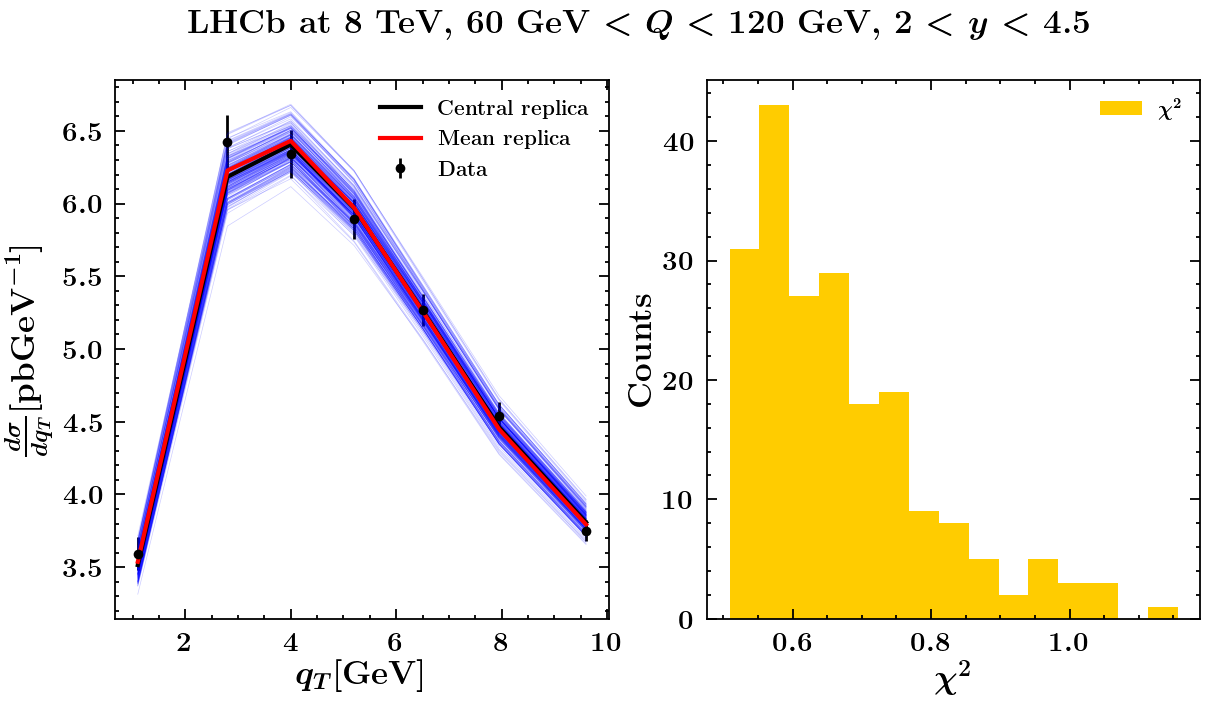 LHCb at 8 TeV, 60 GeV < Q < 120 GeV, 2 < y < 4.5
Central replica
Mean replica
Data
6.5
6.0
5.5
5.0
4.5
4.0
3.5
dσ/dq_T [pbGeV⁻¹]
2 4 6 8 10
q_T[GeV]
χ²
40
30
20
10
0
Counts
0.6 0.8 1.0
χ²